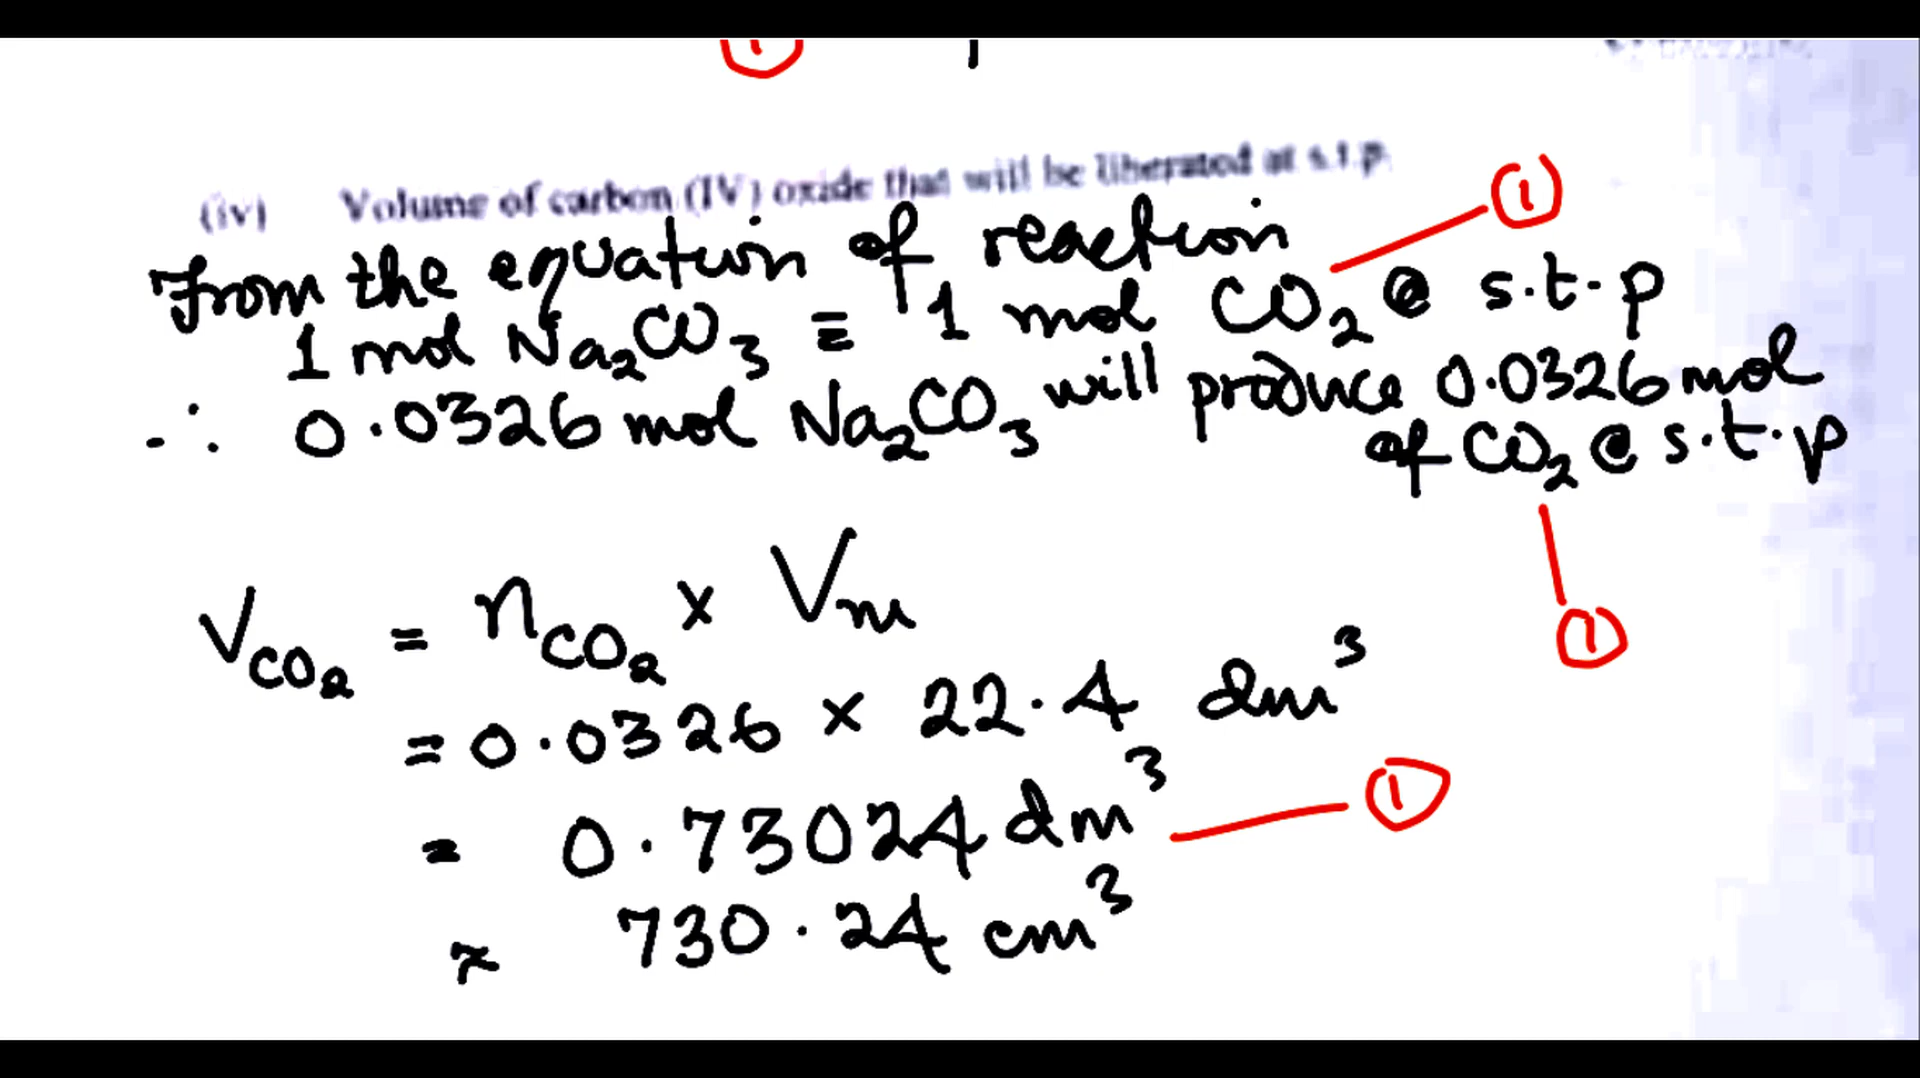 (iv) Volume of carbon (IV) oxide that will be liberated at s.t.p.
①
From the equation of reaction
1 mol Na₂CO₃ ≡ 1 mol CO₂ @ s.t.p
∴ 0.0326 mol Na₂CO₃ will produce 0.0326 mol
of CO₂ @ s.t.p
①
V_CO₂ = n_CO₂ × Vm
= 0.0326 × 22.4 dm³
= 0.73024 dm³ ①
≈ 730.24 cm³